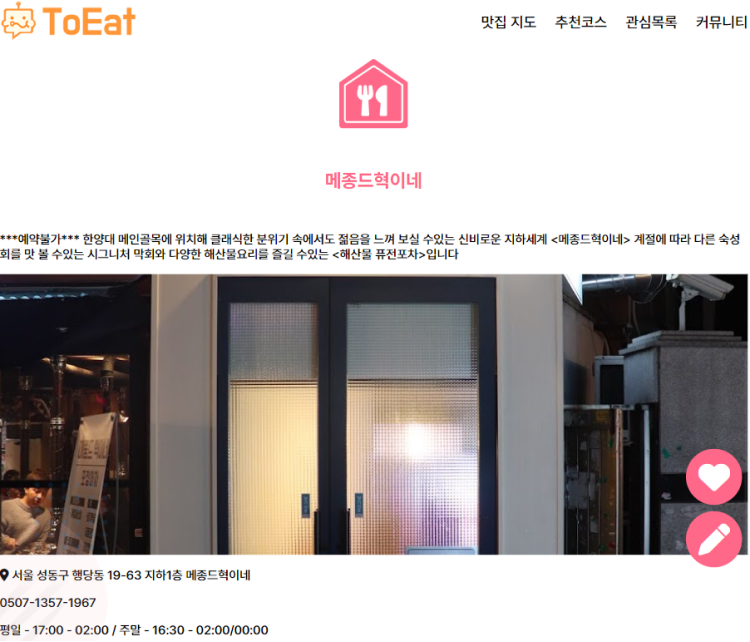 ToEat
맛집 지도 추천코스 관심목록 커뮤니티
메종드혁이네
***예약불가*** 한양대 메인골목에 위치해 클래식한 분위기 속에서도 젊음을 느껴 보실 수있는 신비로운 지하세계 <메종드혁이네> 계절에 따라 다른 숙성
회를 맛 볼 수있는 시그니처 막회와 다양한 해산물요리를 즐길 수있는 <해산물 퓨전포차>입니다
서울 성동구 행당동 19-63 지하1층 메종드혁이네
0507-1357-1967
평일 - 17:00 - 02:00 / 주말 - 16:30 - 02:00/00:00